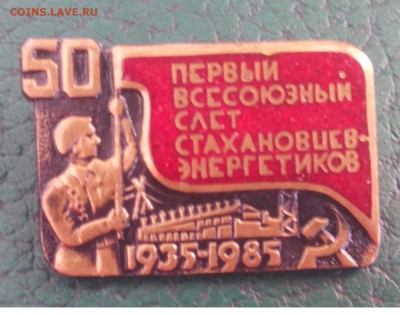 COINS.LAVE.RU
50
ПЕРВЫЙ
ВСЕСОЮЗНЫЙ
СЛЕТ
СТАХАНОВЦЕВ-
ЭНЕРГЕТИКОВ
1935-1985